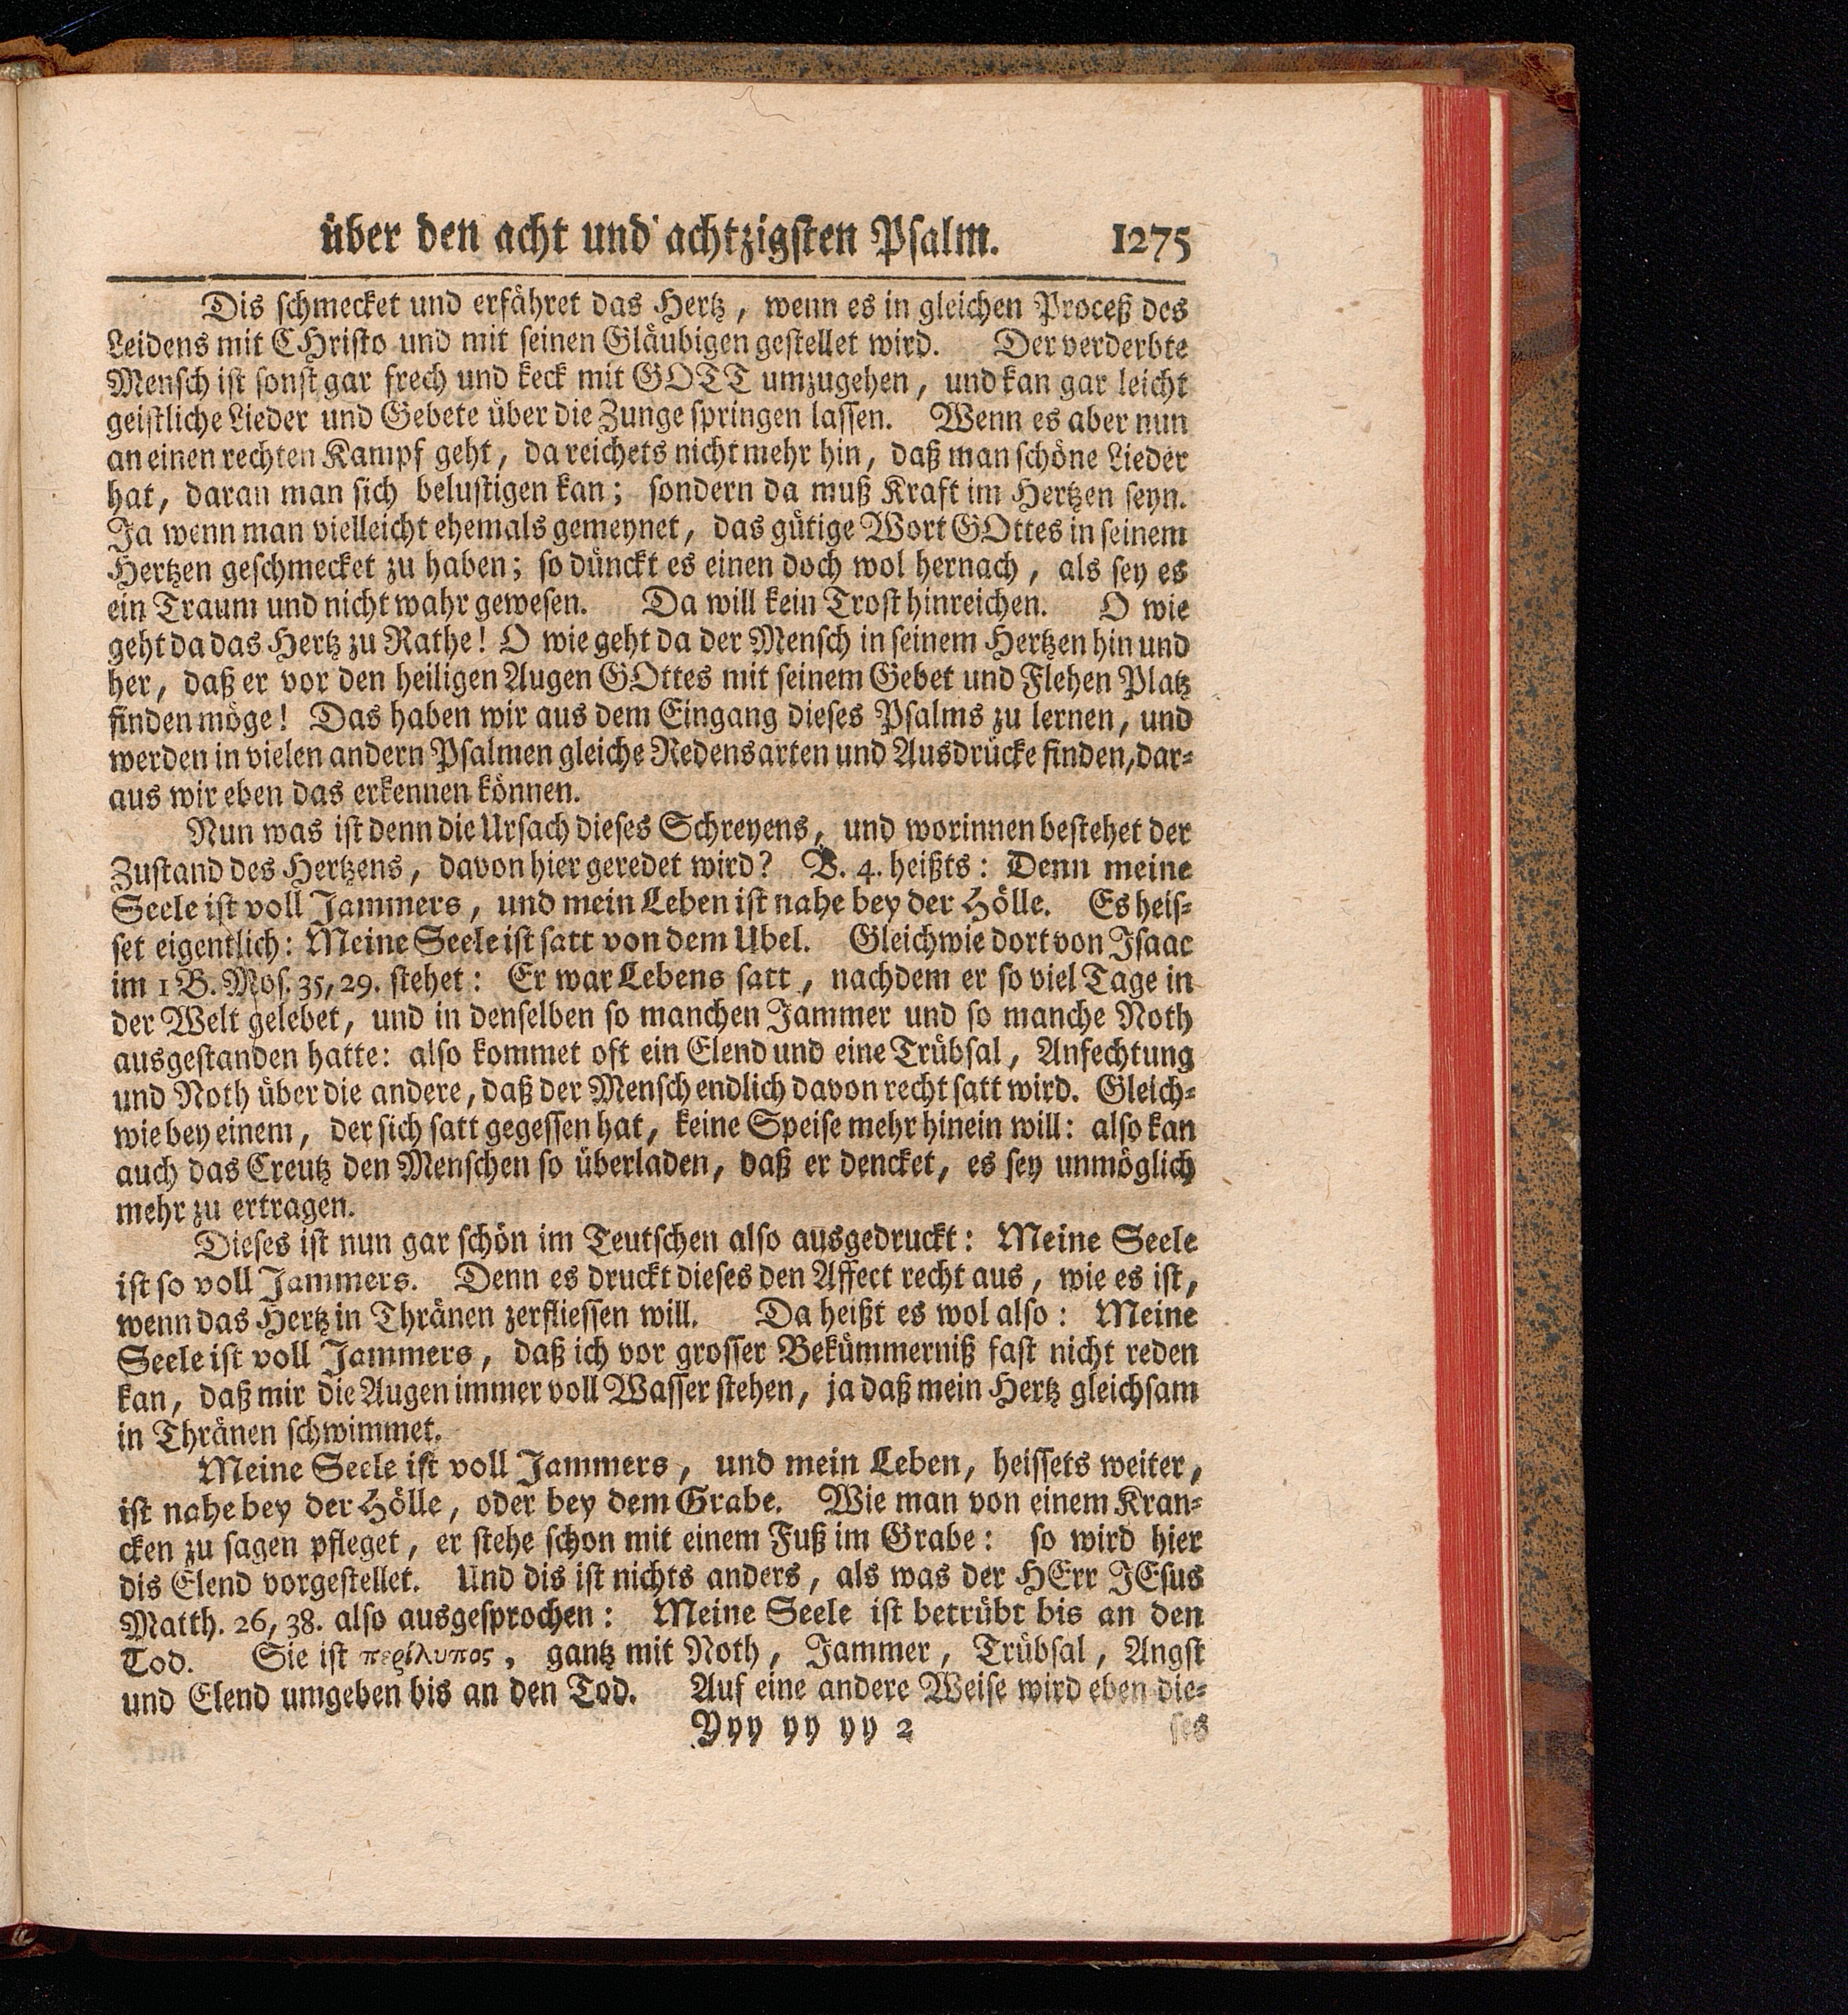 über den acht und achtzigsten Psalm. 1275
Dis schmecket und erfähret das Hertz, wenn es in gleichen Proceß des
Leidens mit CHristo und mit seinen Gläubigen gestellet wird. Der verderbte
Mensch ist sonst gar frech und keck mit GOTT umzugehen, und kan gar leicht
geistliche Lieder und Gebete über die Zunge springen lassen. Wenn es aber nun
an einen rechten Kampf geht, da reichets nicht mehr hin, daß man schöne Lieder
hat, daran man sich belustigen kan; sondern da muß Kraft im Hertzen seyn.
Ja wenn man vielleicht ehemals gemeynet, das gütige Wort GOttes in seinem
Hertzen geschmecket zu haben; so dünckt es einen doch wol hernach, als sey es
ein Traum und nicht wahr gewesen. Da will kein Trost hinreichen. O wie
geht da das Hertz zu Rathe! O wie geht da der Mensch in seinem Hertzen hin und
her, daß er vor den heiligen Augen GOttes mit seinem Gebet und Flehen Platz
finden möge! Das haben wir aus dem Eingang dieses Psalms zu lernen, und
werden in vielen andern Psalmen gleiche Redensarten und Ausdrücke finden, dar-
aus wir eben das erkennen können.
Nun was ist denn die Ursach dieses Schreyens, und worinnen bestehet der
Zustand des Hertzens, davon hier geredet wird? V. 4. heißts: Denn meine
Seele ist voll Jammers, und mein Leben ist nahe bey der Hölle. Es heis-
set eigentlich: Meine Seele ist satt von dem Ubel. Gleichwie dort von Isaac
im 1 B. Mos. 35, 29. stehet: Er war Lebens satt, nachdem er so viel Tage in
der Welt gelebet, und in denselben so manchen Jammer und so manche Noth
ausgestanden hatte: also kommet oft ein Elend und eine Trübsal, Anfechtung
und Noth über die andere, daß der Mensch endlich davon recht satt wird. Gleich-
wie bey einem, der sich satt gegessen hat, keine Speise mehr hinein will: also kan
auch das Creutz den Menschen so überladen, daß er dencket, es sey unmöglich
mehr zu ertragen.
Dieses ist nun gar schön im Teutschen also ausgedruckt: Meine Seele
ist so voll Jammers. Denn es druckt dieses den Affect recht aus, wie es ist,
wenn das Hertz in Thränen zerfliessen will. Da heißt es wol also: Meine
Seele ist voll Jammers, daß ich vor grosser Bekümmerniß fast nicht reden
kan, daß mir die Augen immer voll Wasser stehen, ja daß mein Hertz gleichsam
in Thränen schwimmet.
Meine Seele ist voll Jammers, und mein Leben, heissets weiter,
ist nahe bey der Hölle, oder bey dem Grabe. Wie man von einem Kran-
cken zu sagen pfleget, er stehe schon mit einem Fuß im Grabe: so wird hier
dis Elend vorgestellet. Und dis ist nichts anders, als was der HErr JEsus
Matth. 26, 38. also ausgesprochen: Meine Seele ist betrübt bis an den
Tod. Sie ist περίλυπος, gantz mit Noth, Jammer, Trübsal, Angst
und Elend umgeben bis an den Tod. Auf eine andere Weise wird eben die-
Yyy yy yy 2 ses